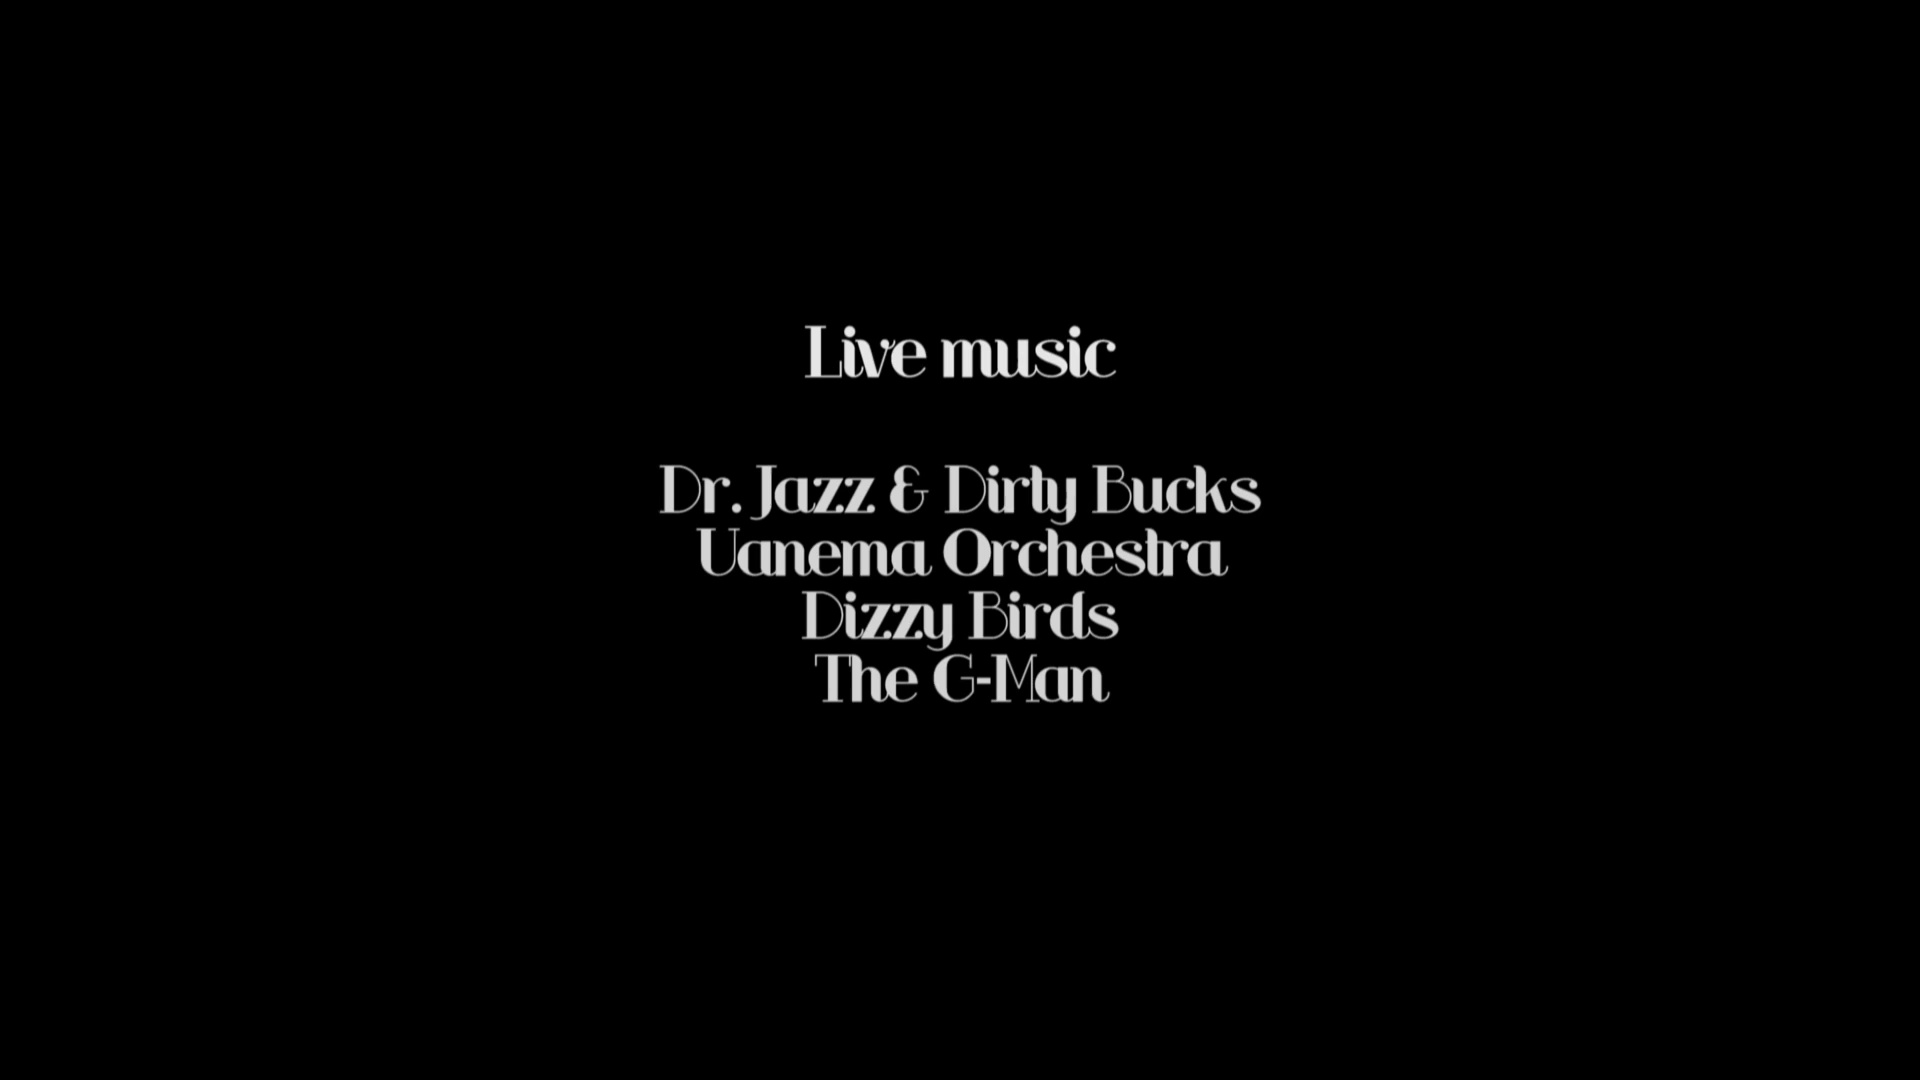 Live music
Dr. Jazz & Dirty Bucks
Uanema Orchestra
Dizzy Birds
The G-Man